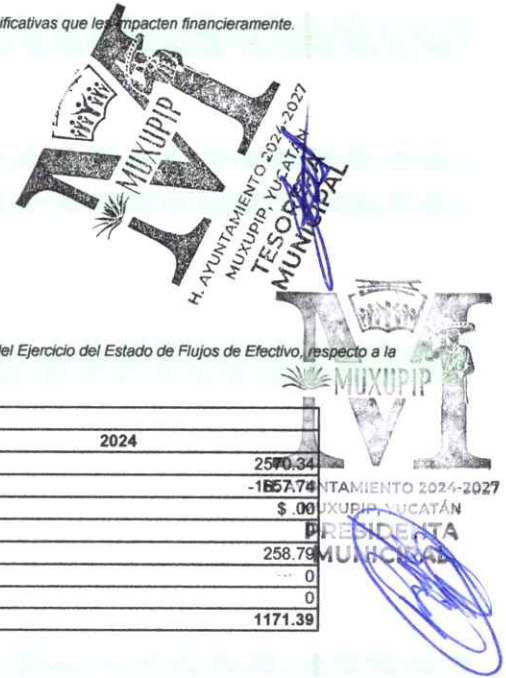 ificativas que les impacten financieramente.
MUXUPIP
H. AYUNTAMIENTO 2024-2027
MUXUPIP, YUCATÁN
TESORERA
MUNICIPAL
del Ejercicio del Estado de Flujos de Efectivo, respecto a la
MUXUPIP
2024
2570.34
-1657.74
H. AYUNTAMIENTO 2024-2027
$ .00
MUXUPIP, YUCATÁN
PRESIDENTA
258.79
MUNICIPAL
0
0
1171.39